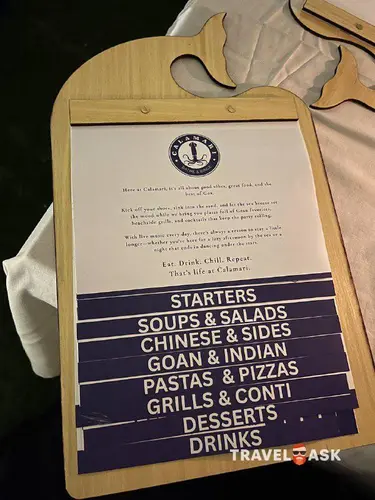 CALAMARI
Here at Calamari, it's all about good vibes, great food, and the
best of Goa.
Kick off your shoes, sink into the sand, and let the sea breeze set
the mood while we bring you plates full of Goan favorites,
beachside grills, and cocktails that keep the party rolling.
With live music every day, there's always a reason to stay a little
longer—whether you're here for a lazy afternoon by the sea or a
night that ends in dancing under the stars.
Eat. Drink. Chill. Repeat.
That's life at Calamari.
STARTERS
SOUPS & SALADS
CHINESE & SIDES
GOAN & INDIAN
PASTAS & PIZZAS
GRILLS & CONTI
DESSERTS
DRINKS
TRAVEL ASK